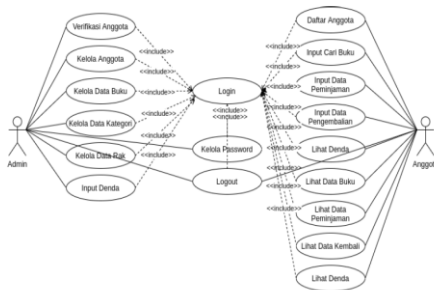 Verifikasi Anggota
Kelola Anggota
Kelola Data Buku
Kelola Data Kategori
Kelola Data Rak
Input Denda
Admin
<<include>>
<<include>>
<<include>>
<<include>>
<<include>>
<<include>>
Login
<<include>>
<<include>>
Kelola Password
Logout
<<include>>
<<include>>
<<include>>
<<include>>
<<include>>
<<include>>
<<include>>
<<include>>
Daftar Anggota
Input Cari Buku
Input Data
Peminjaman
Input Data
Pengembalian
Lihat Denda
Lihat Data Buku
Lihat Data
Peminjaman
Lihat Data Kembali
Lihat Denda
Anggot